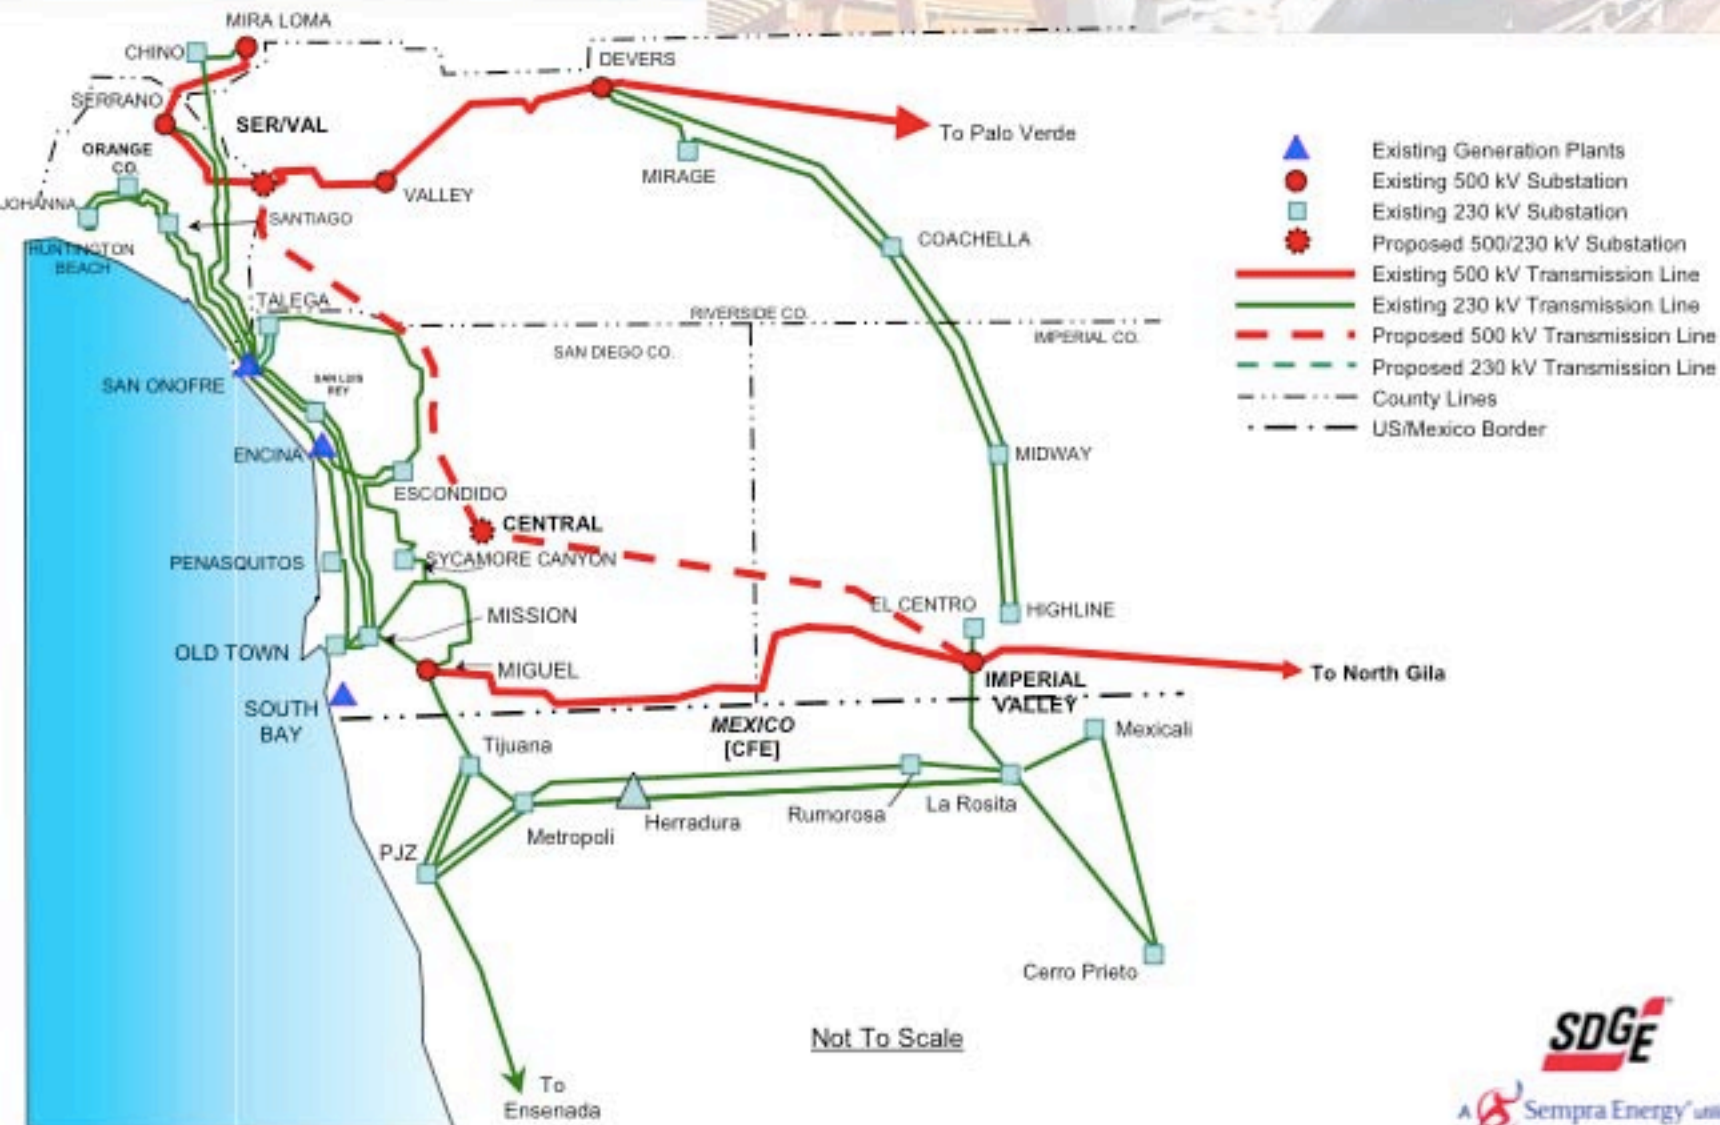 MIRA LOMA
CHINO
DEVERS
SERRANO
SER/VAL
To Palo Verde
ORANGE
CO.
MIRAGE
VALLEY
JOHANNA
SANTIAGO
HUNTINGTON
BEACH
COACHELLA
TALEGA
RIVERSIDE CO.
SAN DIEGO CO.
IMPERIAL CO.
SAN ONOFRE
SAN LUIS
REY
ENCINA
MIDWAY
ESCONDIDO
CENTRAL
PENASQUITOS
SYCAMORE CANYON
EL CENTRO
HIGHLINE
MISSION
OLD TOWN
MIGUEL
To North Gila
IMPERIAL
VALLEY
SOUTH
BAY
MEXICO
[CFE]
Mexicali
Tijuana
Rumorosa
La Rosita
Herradura
Metropoli
PJZ
Cerro Prieto
Not To Scale
To
Ensenada
Existing Generation Plants
Existing 500 kV Substation
Existing 230 kV Substation
Proposed 500/230 kV Substation
Existing 500 kV Transmission Line
Existing 230 kV Transmission Line
Proposed 500 kV Transmission Line
Proposed 230 kV Transmission Line
County Lines
US/Mexico Border
SDGE
A Sempra Energy